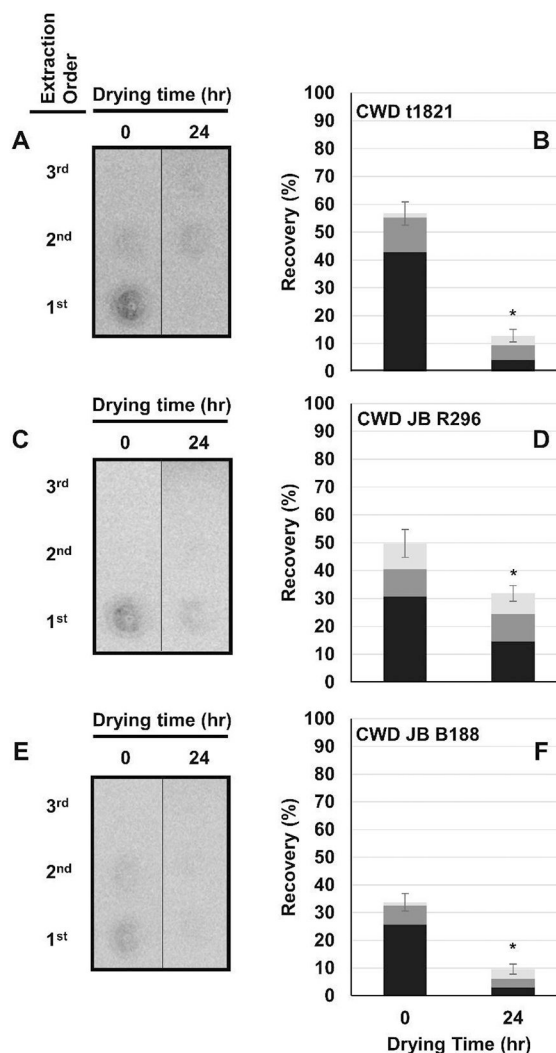 Extraction
Order
Drying time (hr)
0 24
A
3rd
2nd
1st
CWD t1821
B
Recovery (%)
100
90
80
70
60
50
40
30
20
10
0
*
Drying time (hr)
0 24
C
3rd
2nd
1st
CWD JB R296
D
Recovery (%)
100
90
80
70
60
50
40
30
20
10
0
*
Drying time (hr)
0 24
E
3rd
2nd
1st
CWD JB B188
F
Recovery (%)
100
90
80
70
60
50
40
30
20
10
0
*
0 24
Drying Time (hr)